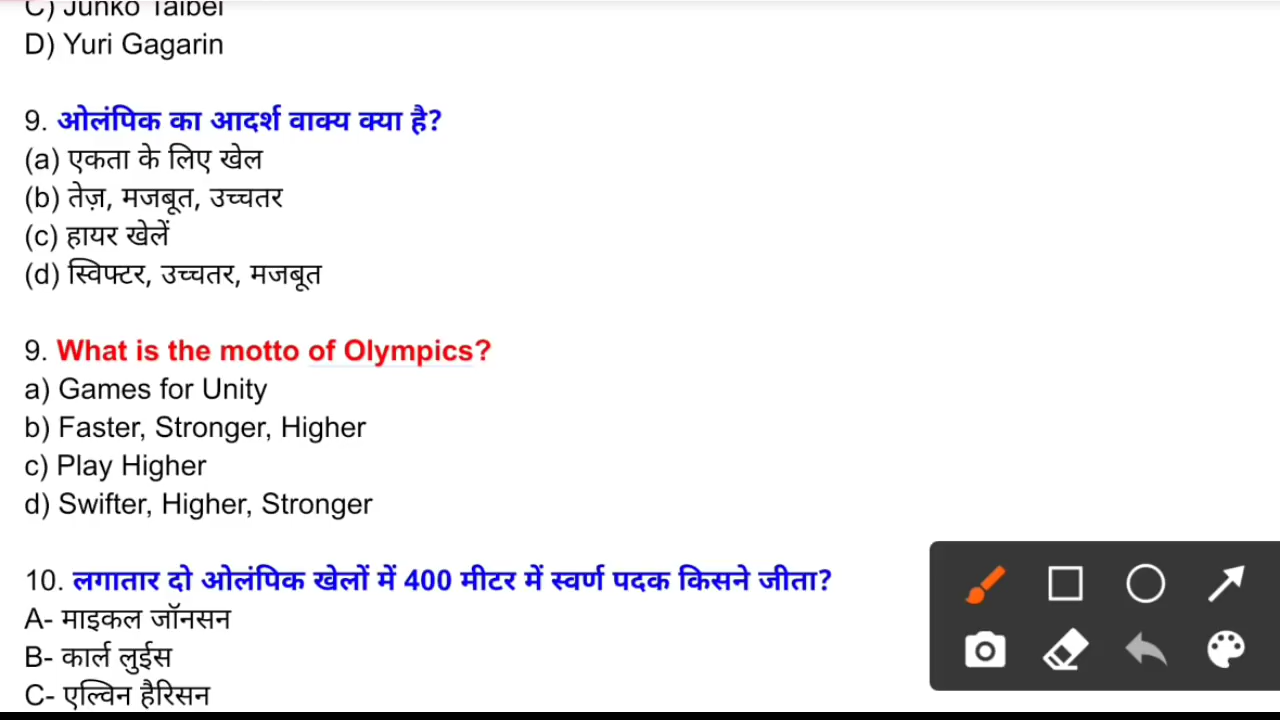 C) Junko Taibei
D) Yuri Gagarin
9. ओलंपिक का आदर्श वाक्य क्या है?
(a) एकता के लिए खेल
(b) तेज़, मजबूत, उच्चतर
(c) हायर खेलें
(d) स्विफ्टर, उच्चतर, मजबूत
9. What is the motto of Olympics?
a) Games for Unity
b) Faster, Stronger, Higher
c) Play Higher
d) Swifter, Higher, Stronger
10. लगातार दो ओलंपिक खेलों में 400 मीटर में स्वर्ण पदक किसने जीता?
A- माइकल जॉनसन
B- कार्ल लुईस
C- एल्विन हैरिसन